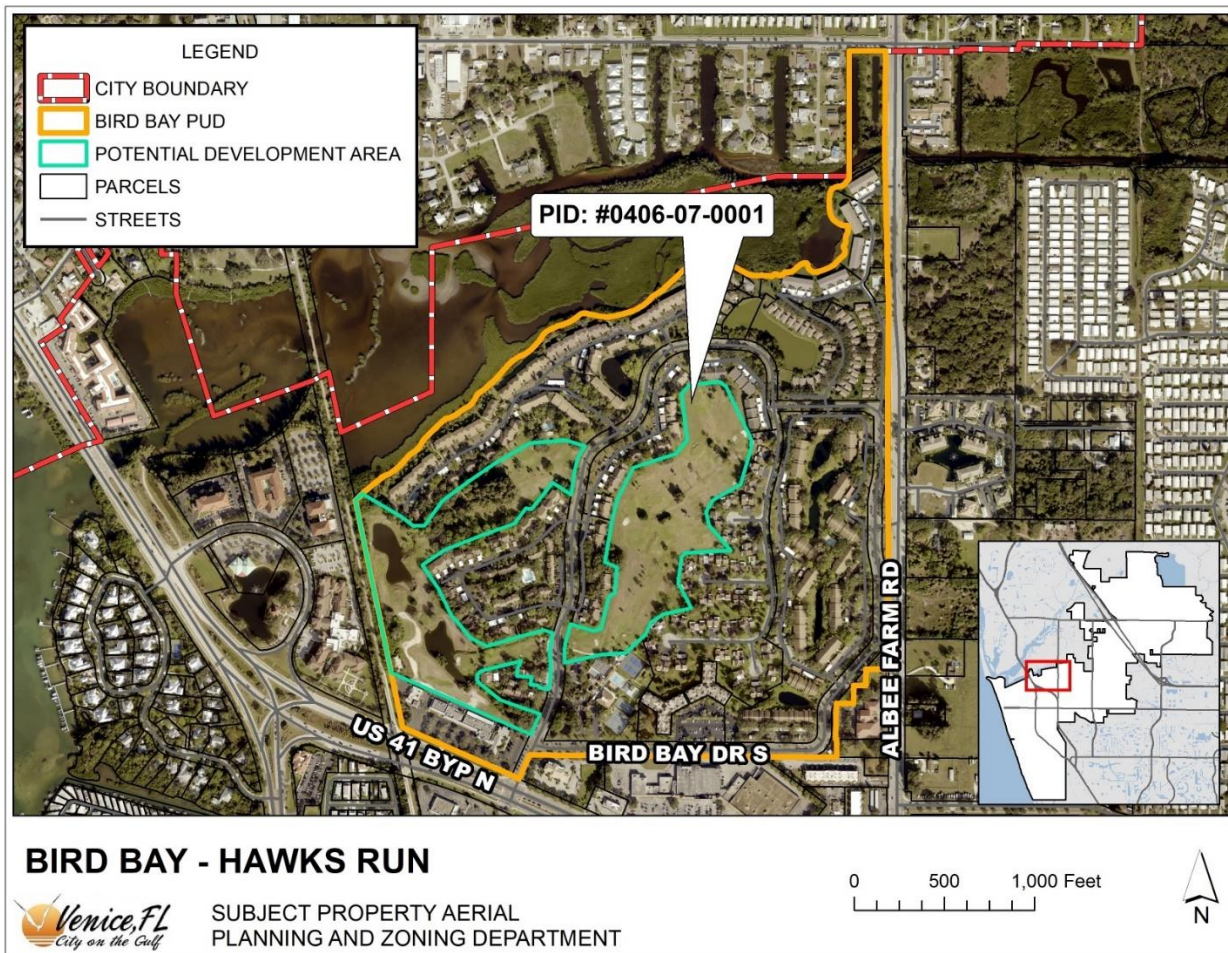 LEGEND
CITY BOUNDARY
BIRD BAY PUD
POTENTIAL DEVELOPMENT AREA
PARCELS
STREETS
PID: #0406-07-0001
ALBEE FARM RD
US 41 BYP N
BIRD BAY DR S
BIRD BAY - HAWKS RUN
0 500 1,000 Feet
Venice, FL
City on the Gulf
SUBJECT PROPERTY AERIAL
PLANNING AND ZONING DEPARTMENT
N